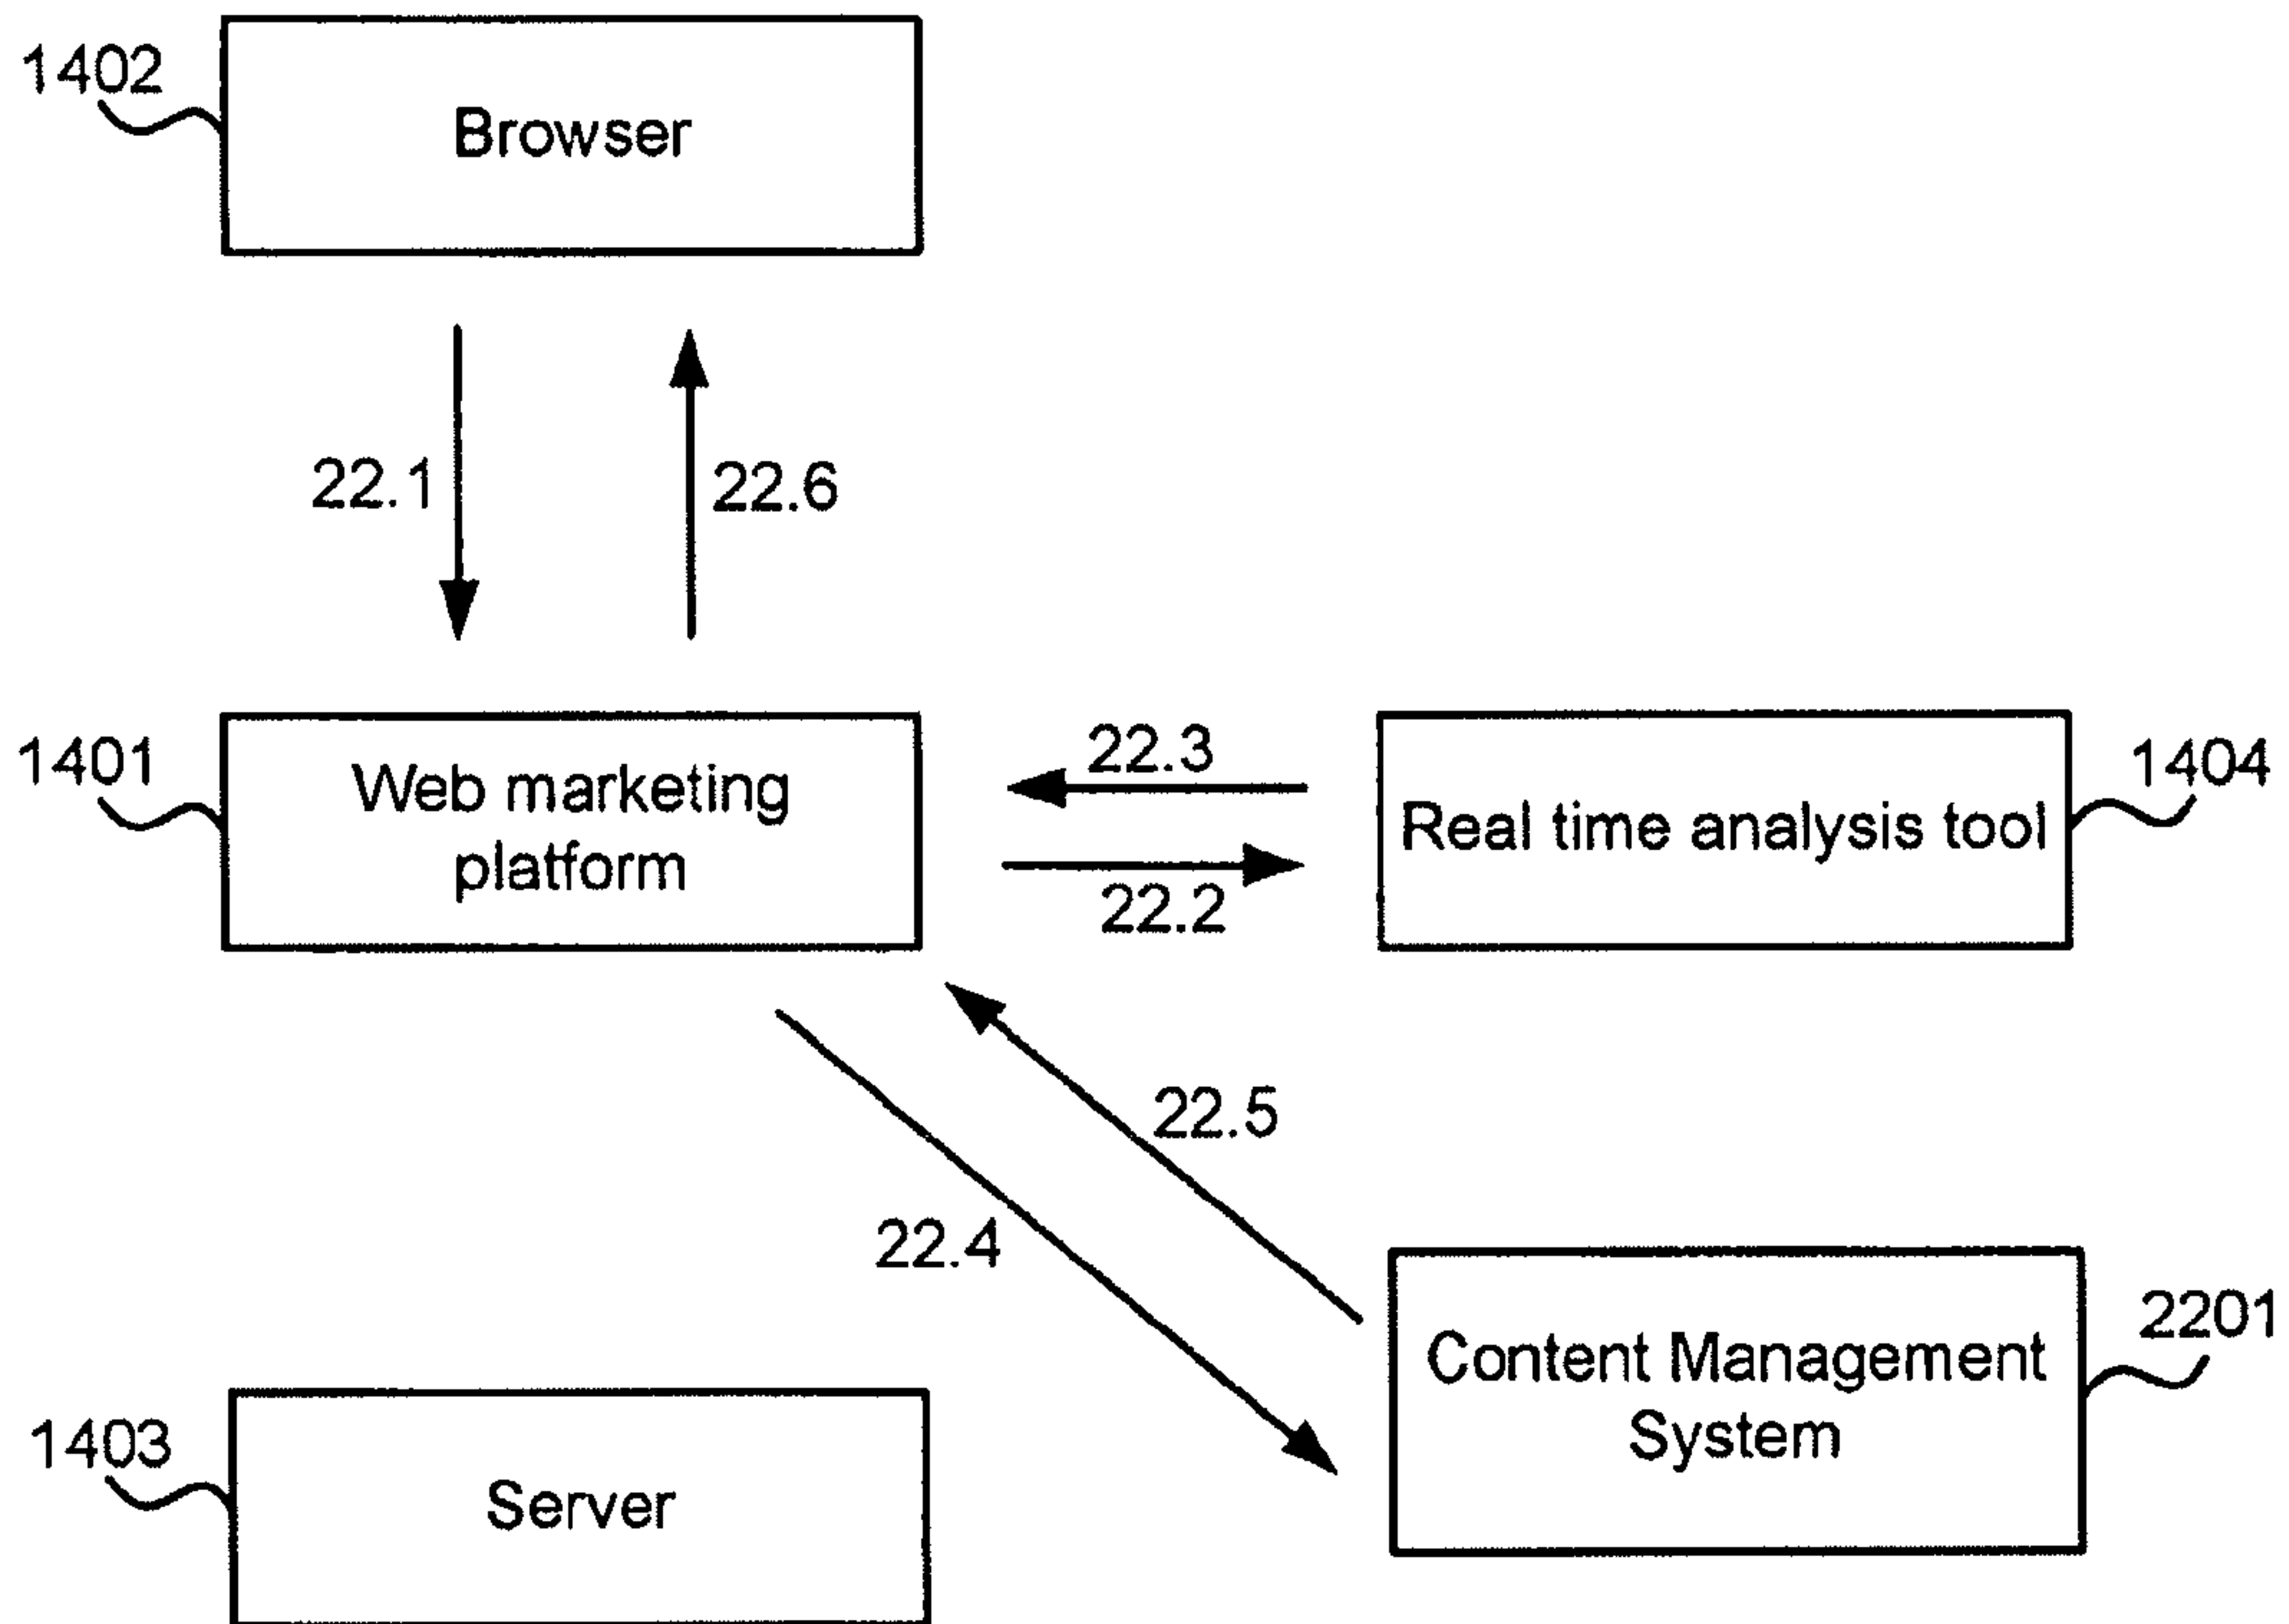 1402
Browser
22.1
22.6
1401
Web marketing
platform
22.3
22.2
Real time analysis tool
1404
22.5
22.4
Content Management
System
2201
1403
Server